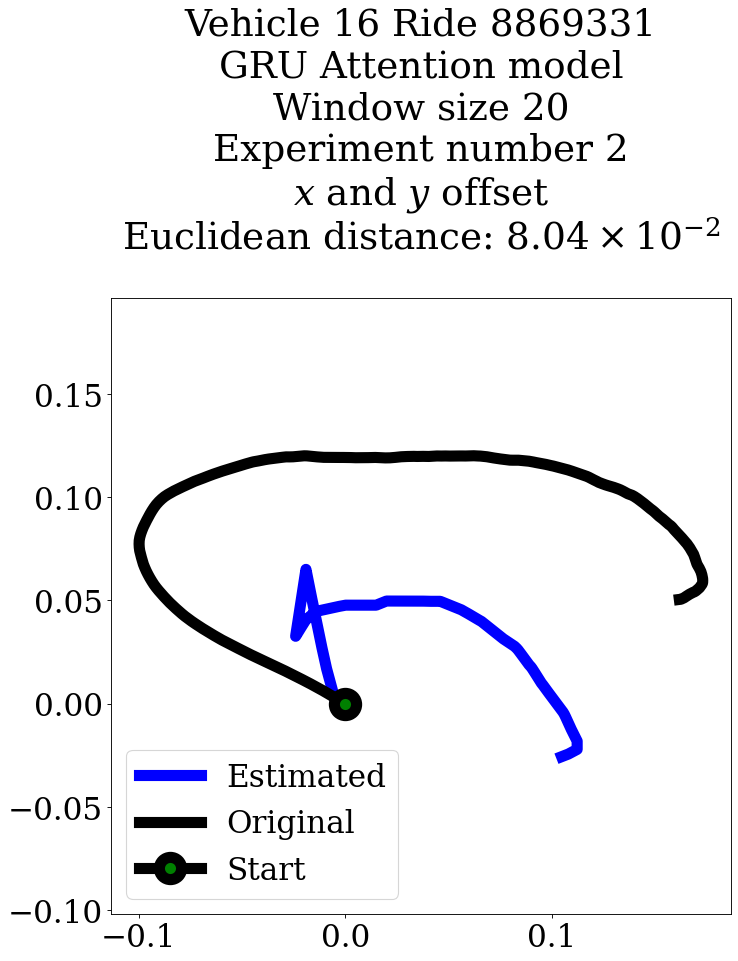 Vehicle 16 Ride 8869331
GRU Attention model
Window size 20
Experiment number 2
x and y offset
Euclidean distance: 8.04 × 10⁻²
0.15
0.10
0.05
0.00
−0.05
−0.10
Estimated
Original
Start
−0.1
0.0
0.1